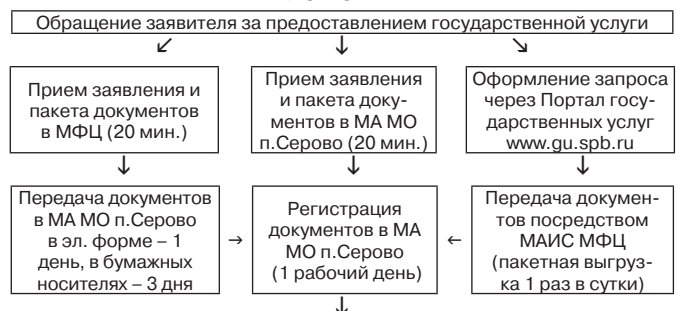 Обращение заявителя за предоставлением государственной услуги
Прием заявления и
пакета документов
в МФЦ (20 мин.)
Прием заявления
и пакета доку-
ментов в МА МО
п.Серово (20 мин.)
Оформление запроса
через Портал госу-
дарственных услуг
www.gu.spb.ru
Передача документов
в МА МО п.Серово
в эл. форме – 1
день, в бумажных
носителях – 3 дня
Регистрация
документов в МА
МО п.Серово
(1 рабочий день)
Передача докумен-
тов посредством
МАИС МФЦ
(пакетная выгруз-
ка 1 раз в сутки)